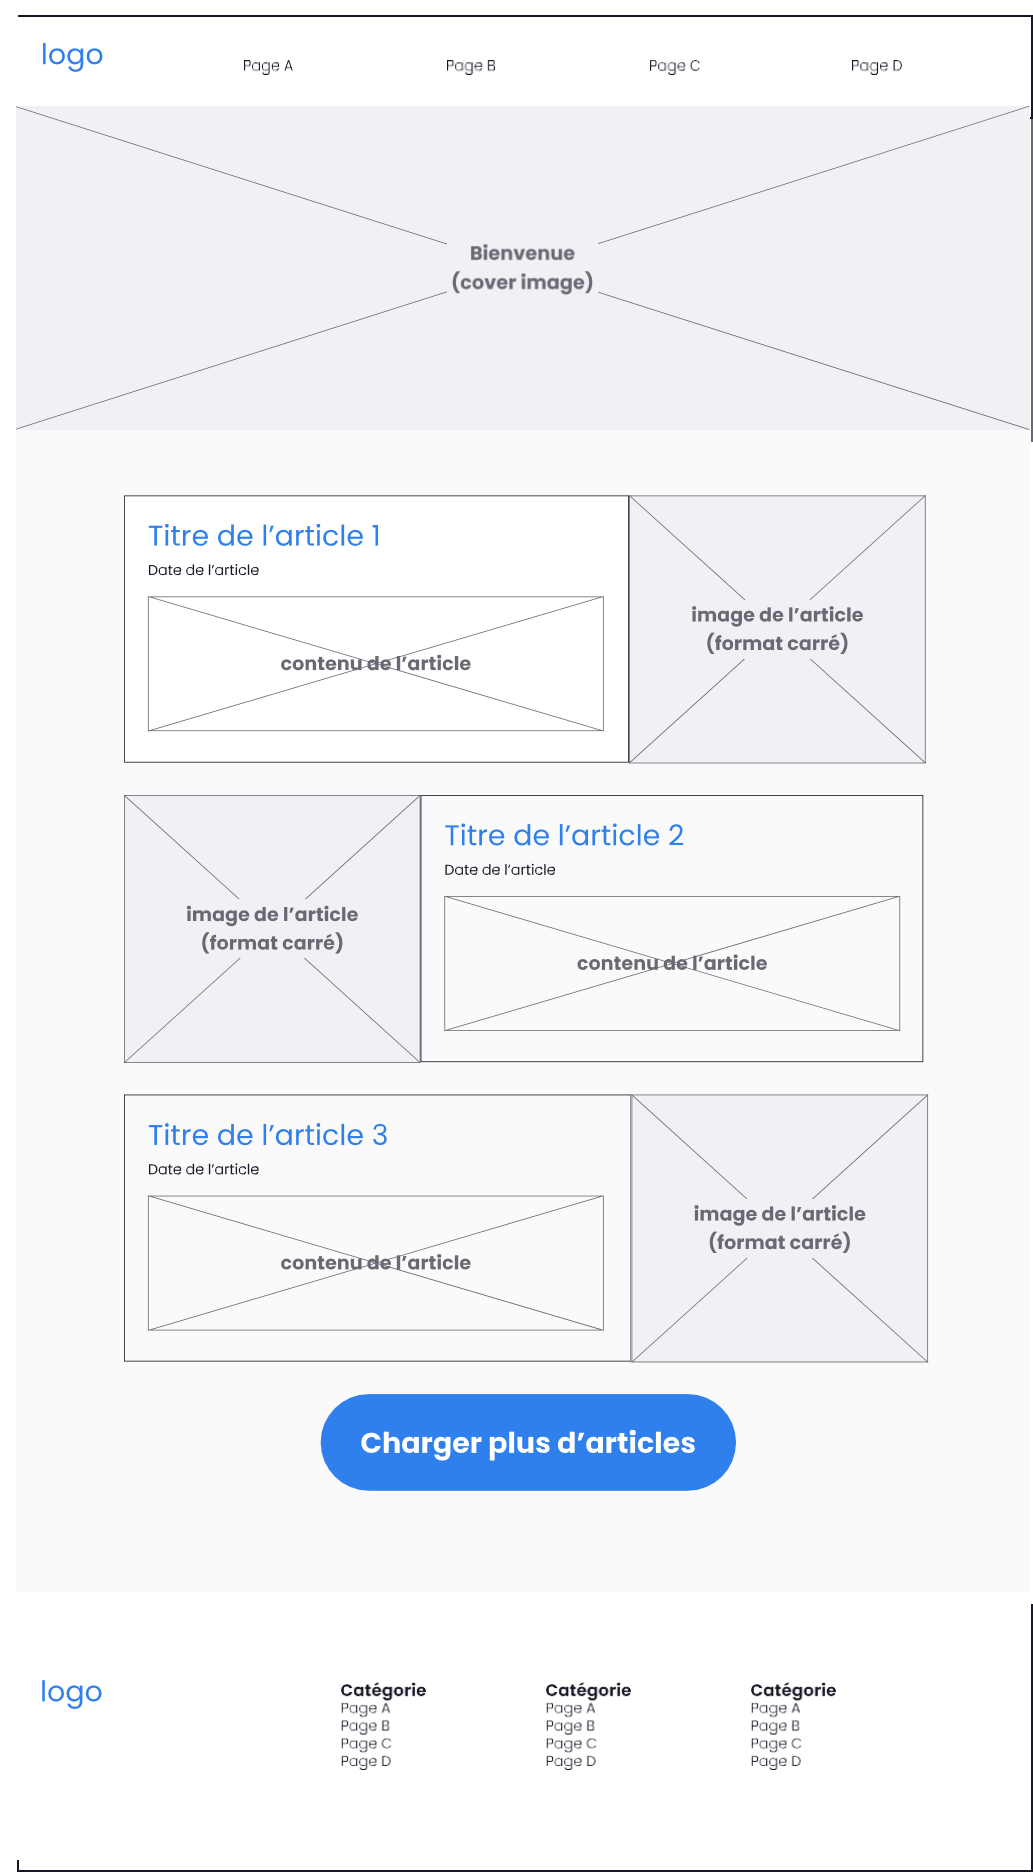 logo
Page A
Page B
Page C
Page D
Bienvenue
(cover image)
Titre de l’article 1
Date de l’article
contenu de l’article
image de l’article
(format carré)
image de l’article
(format carré)
Titre de l’article 2
Date de l’article
contenu de l’article
Titre de l’article 3
Date de l’article
contenu de l’article
image de l’article
(format carré)
Charger plus d’articles
logo
Catégorie
Page A
Page B
Page C
Page D
Catégorie
Page A
Page B
Page C
Page D
Catégorie
Page A
Page B
Page C
Page D